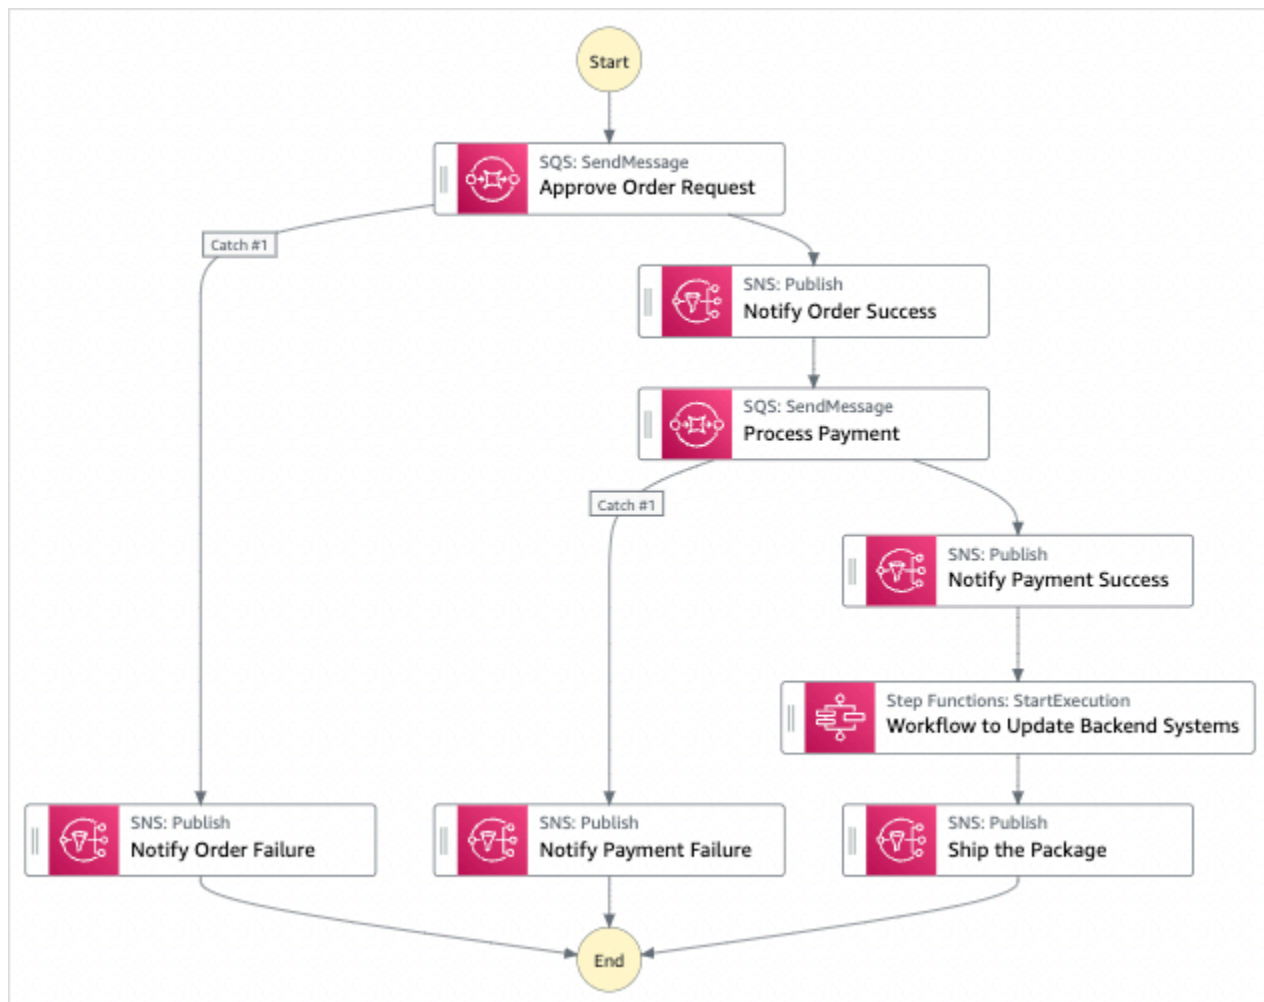 Start
SQS: SendMessage
Approve Order Request
Catch #1
SNS: Publish
Notify Order Success
SQS: SendMessage
Process Payment
Catch #1
SNS: Publish
Notify Payment Success
Step Functions: StartExecution
Workflow to Update Backend Systems
SNS: Publish
Notify Order Failure
SNS: Publish
Notify Payment Failure
SNS: Publish
Ship the Package
End